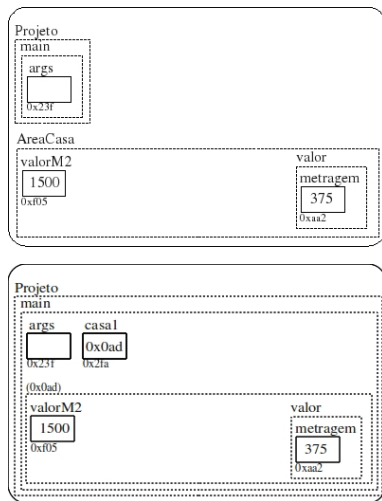 Projeto
main
args
0x23f
AreaCasa
valorM2
1500
0xf05
valor
metragem
375
0xaa2
Projeto
main
args
0x23f
casa1
0x0ad
0x2fa
(0x0ad)
valorM2
1500
0xf05
valor
metragem
375
0xaa2